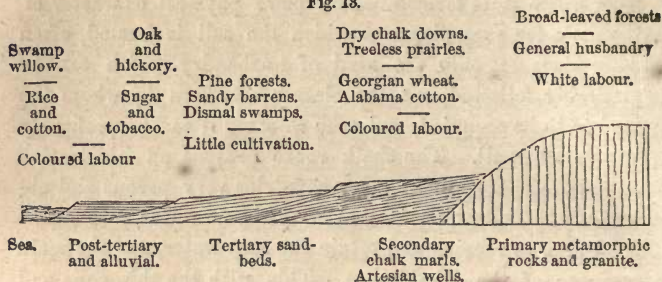 Fig. 13.
Swamp
willow.
Rice
and
cotton.
Oak
and
hickory.
Sugar
and
tobacco.
Coloured labour
Pine forests.
Sandy barrens.
Dismal swamps.
Little cultivation.
Dry chalk downs.
Treeless prairies.
Georgian wheat.
Alabama cotton.
Coloured labour.
Broad-leaved forests
General husbandry
White labour.
Sea.
Post-tertiary
and alluvial.
Tertiary sand-
beds.
Secondary
chalk marls.
Artesian wells.
Primary metamorphic
rocks and granite.